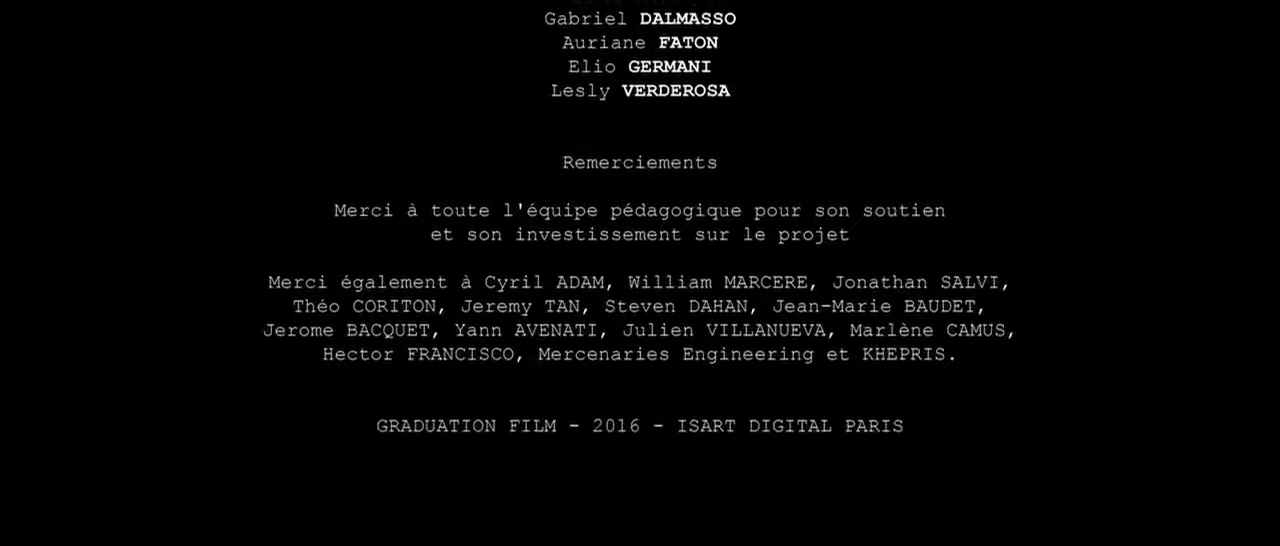 Gabriel DALMASSO
Auriane FATON
Elio GERMANI
Lesly VERDEROSA
Remerciements
Merci à toute l'équipe pédagogique pour son soutien
et son investissement sur le projet
Merci également à Cyril ADAM, William MARCERE, Jonathan SALVI,
Théo CORITON, Jeremy TAN, Steven DAHAN, Jean-Marie BAUDET,
Jerome BACQUET, Yann AVENATI, Julien VILLANUEVA, Marlène CAMUS,
Hector FRANCISCO, Mercenaries Engineering et KHEPRIS.
GRADUATION FILM - 2016 - ISART DIGITAL PARIS